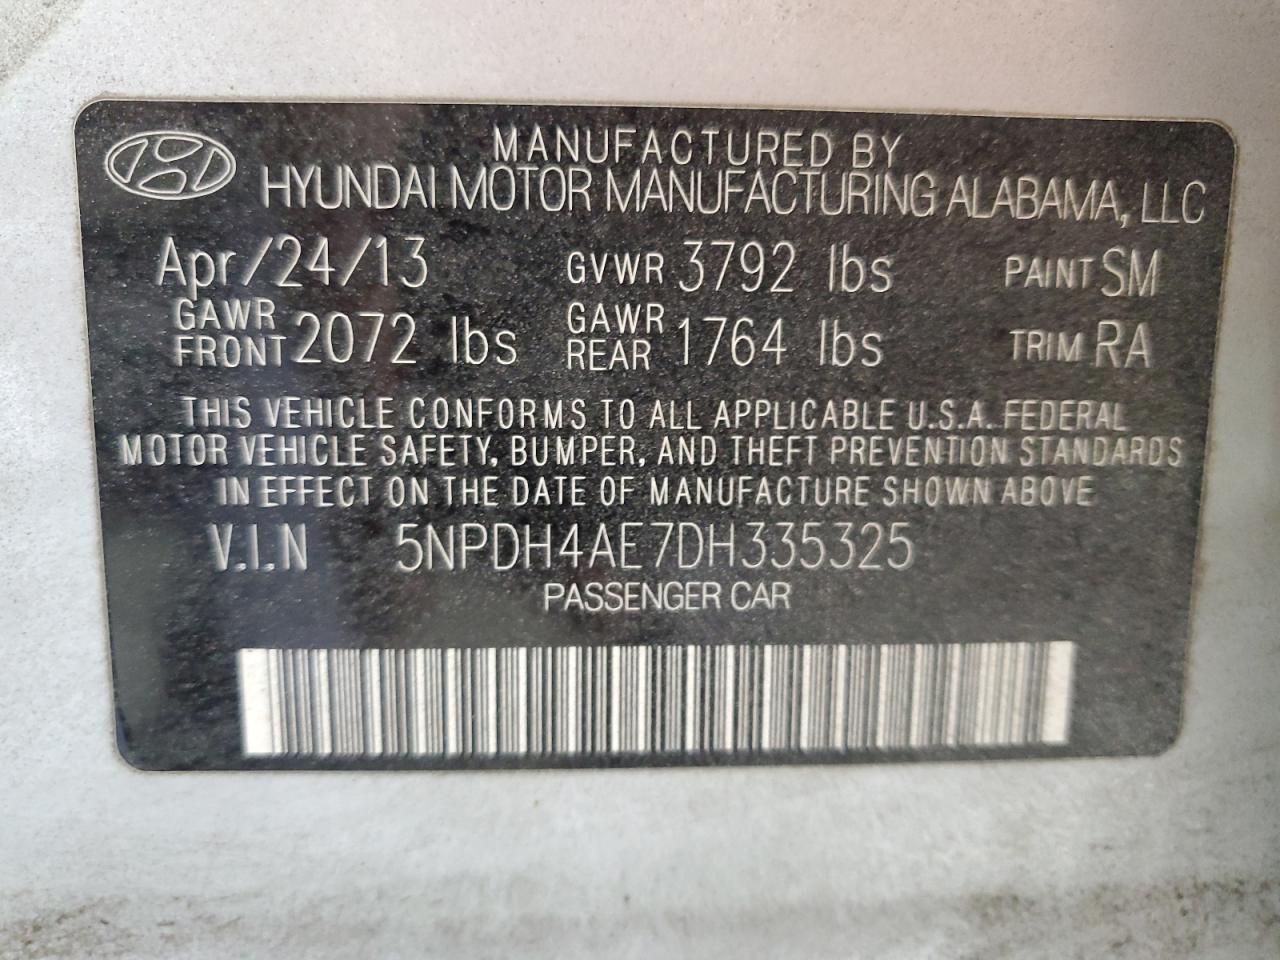 MANUFACTURED BY
HYUNDAI MOTOR MANUFACTURING ALABAMA, LLC
Apr/24/13 GVWR 3792 lbs PAINT SM
GAWR FRONT 2072 lbs GAWR REAR 1764 lbs TRIM RA
THIS VEHICLE CONFORMS TO ALL APPLICABLE U.S.A. FEDERAL
MOTOR VEHICLE SAFETY, BUMPER, AND THEFT PREVENTION STANDARDS
IN EFFECT ON THE DATE OF MANUFACTURE SHOWN ABOVE
V.I.N 5NPDH4AE7DH335325
PASSENGER CAR